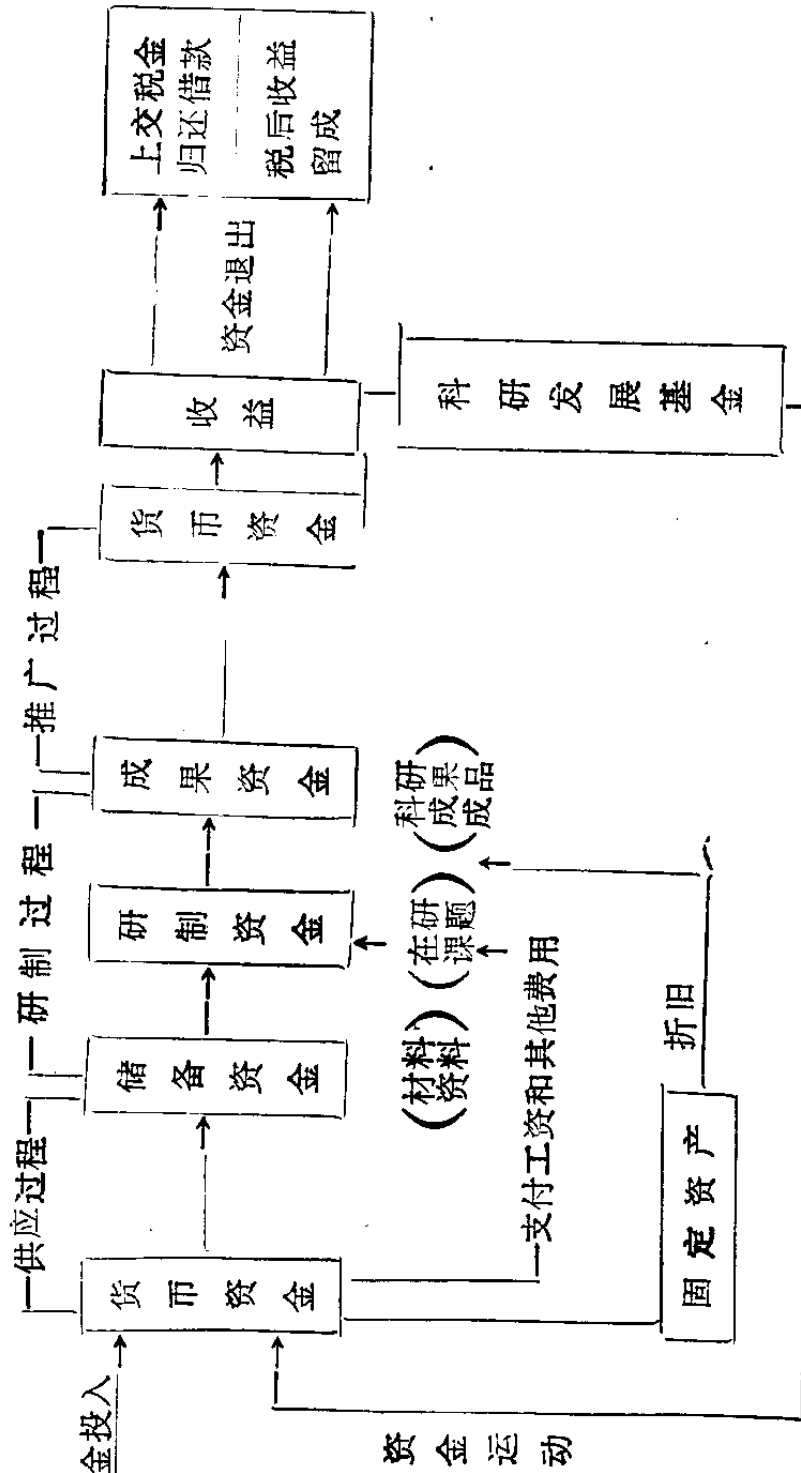 供应过程
研制过程
推广过程
金投入
货币资金
储备资金
研制资金
成果资金
货币资金
收益
资金退出
上交税金
归还借款
税后收益
留成
(材料
资料)
(在研
课题)
(科研
成果
成品)
支付工资和其他费用
折旧
固定资产
科研发展基金
资金运动